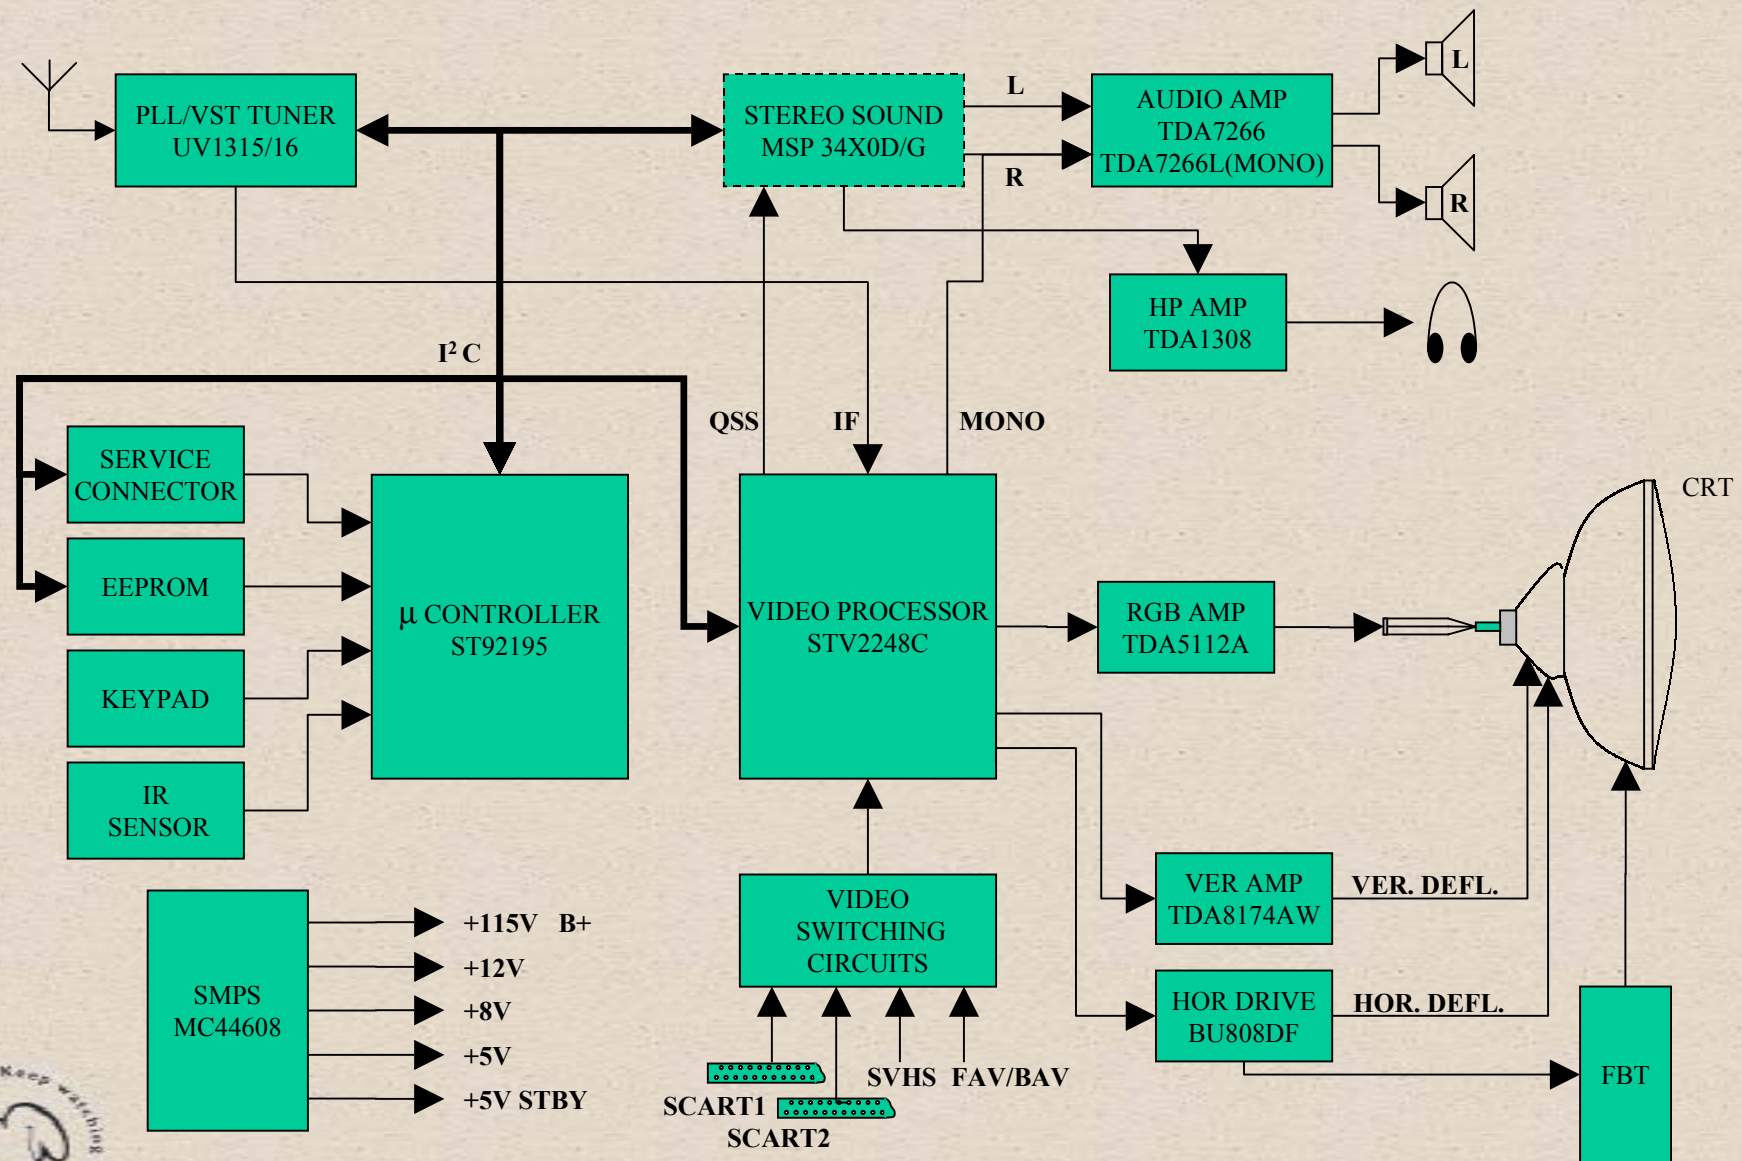 PLL/VST TUNER
UV1315/16
STEREO SOUND
MSP 34X0D/G
L
R
AUDIO AMP
TDA7266
TDA7266L(MONO)
L
R
HP AMP
TDA1308
I² C
QSS
IF
MONO
SERVICE
CONNECTOR
EEPROM
KEYPAD
IR
SENSOR
µ CONTROLLER
ST92195
VIDEO PROCESSOR
STV2248C
RGB AMP
TDA5112A
CRT
VIDEO
SWITCHING
CIRCUITS
VER AMP
TDA8174AW
VER. DEFL.
HOR DRIVE
BU808DF
HOR. DEFL.
FBT
SMPS
MC44608
+115V B+
+12V
+8V
+5V
+5V STBY
SVHS FAV/BAV
SCART1
SCART2
Keep watching